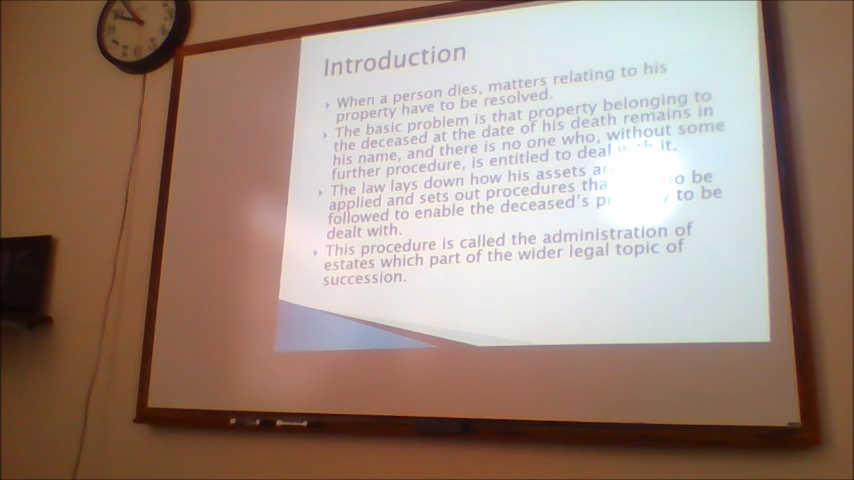 Introduction
When a person dies, matters relating to his
property have to be resolved.
The basic problem is that property belonging to
the deceased at the date of his death remains in
his name, and there is no one who, without some
further procedure, is entitled to deal it.
The law lays down how his assets to be
applied and sets out procedures to be
followed to enable the deceased's to be
dealt with.
This procedure is called the administration of
estates which part of the wider legal topic of
succession.